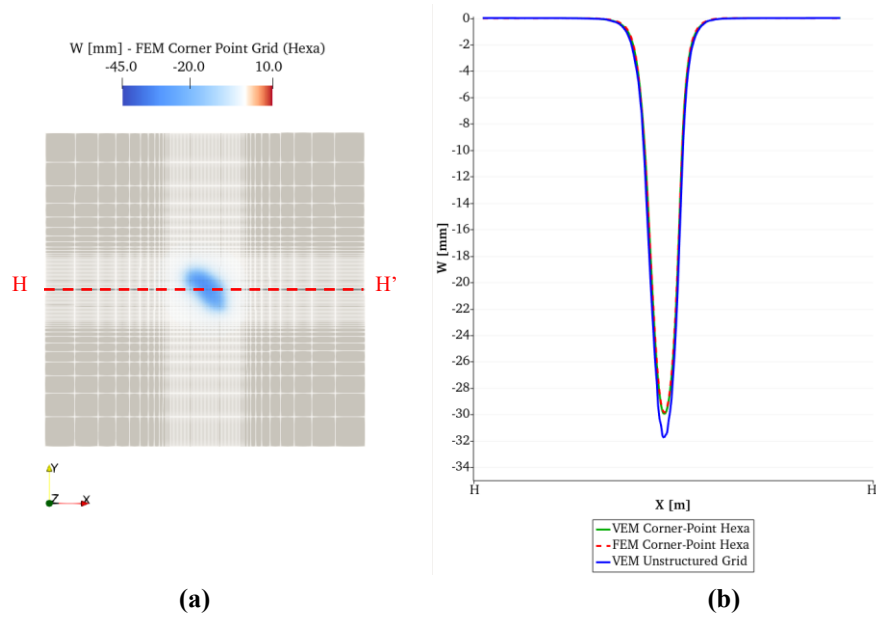 W [mm] - FEM Corner Point Grid (Hexa)
-45.0 -20.0 10.0
H H'
Y
Z X
(a)
0
-2
-4
-6
-8
-10
-12
-14
-16
-18
-20
-22
-24
-26
-28
-30
-32
-34
W [mm]
H H
X [m]
VEM Corner-Point Hexa
FEM Corner-Point Hexa
VEM Unstructured Grid
(b)